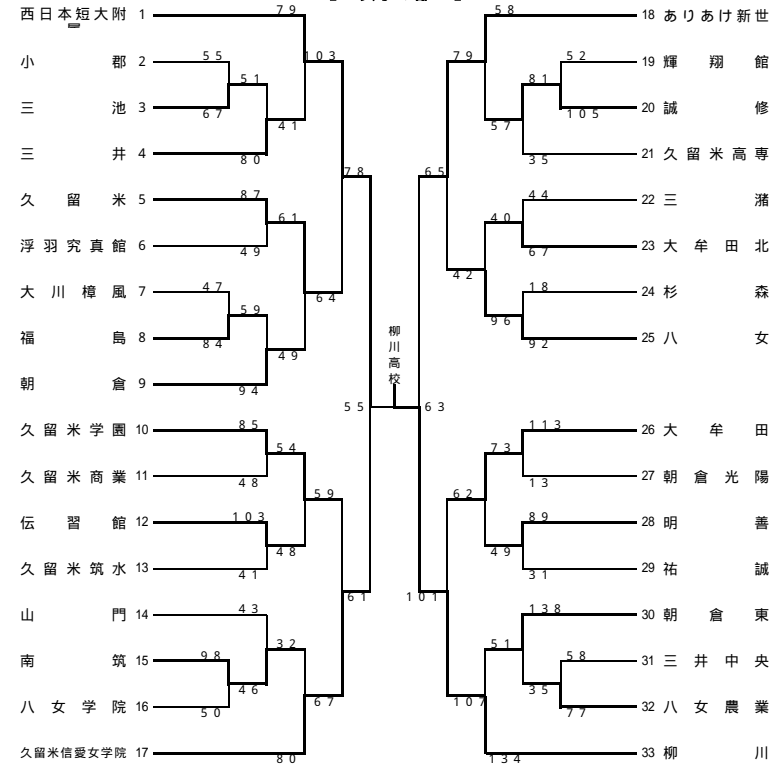 西日本短大附 1
小郡 2
三池 3
三井 4
久留米 5
浮羽究真館 6
大川樟風 7
福島 8
朝倉 9
久留米学園 10
久留米商業 11
伝習館 12
久留米筑水 13
山門 14
南筑 15
八女学院 16
久留米信愛女学院 17
79
55
103
51
67
41
80
78
87
61
49
64
47
59
84
49
94
55
85
54
48
59
103
48
41
61
43
32
98
46
50
67
80
柳川高校
63
58
79
52
81
105
57
35
65
44
40
67
42
18
96
92
113
73
13
62
89
49
31
101
138
51
58
35
77
107
134
18 ありあけ新世
19 輝翔館
20 誠修
21 久留米高専
22 三潴
23 大牟田北
24 杉森
25 八女
26 大牟田
27 朝倉光陽
28 明善
29 祐誠
30 朝倉東
31 三井中央
32 八女農業
33 柳川